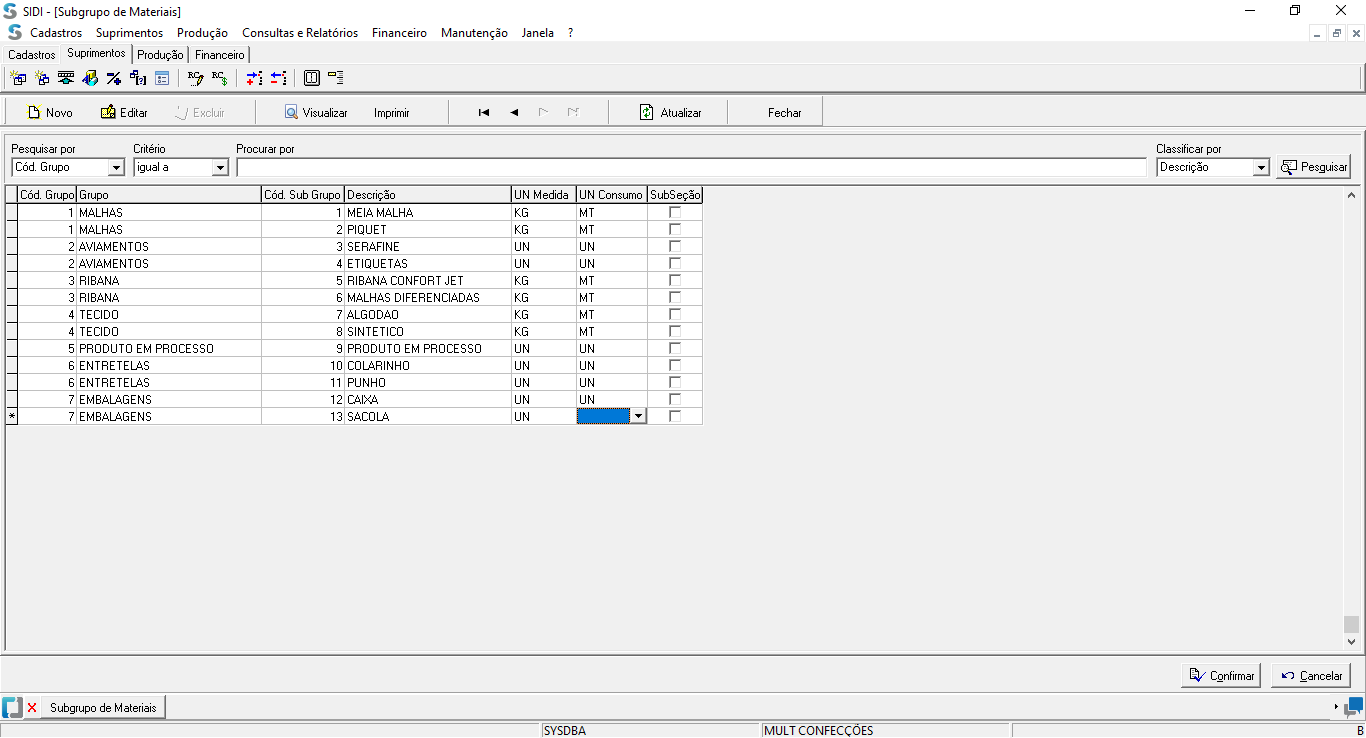 SIDI - [Subgrupo de Materiais]
Cadastros Suprimentos Produção Consultas e Relatórios Financeiro Manutenção Janela ?
Cadastros Suprimentos Produção Financeiro
Novo Editar Excluir Visualizar Imprimir Atualizar Fechar
Pesquisar por Critério Procurar por Classificar por
Cód. Grupo igual a Descrição Pesquisar
Cód. Grupo Grupo Cód. Sub Grupo Descrição UN Medida UN Consumo SubSeção
1 MALHAS 1 MEIA MALHA KG MT
1 MALHAS 2 PIQUET KG MT
2 AVIAMENTOS 3 SERAFINE UN UN
2 AVIAMENTOS 4 ETIQUETAS UN UN
3 RIBANA 5 RIBANA CONFORT JET KG MT
3 RIBANA 6 MALHAS DIFERENCIADAS KG MT
4 TECIDO 7 ALGODAO KG MT
4 TECIDO 8 SINTETICO KG MT
5 PRODUTO EM PROCESSO 9 PRODUTO EM PROCESSO UN UN
6 ENTRETELAS 10 COLARINHO UN UN
6 ENTRETELAS 11 PUNHO UN UN
7 EMBALAGENS 12 CAIXA UN UN
* 7 EMBALAGENS 13 SACOLA UN
Confirmar Cancelar
Subgrupo de Materiais
SYSDBA MULT CONFECÇÕES B